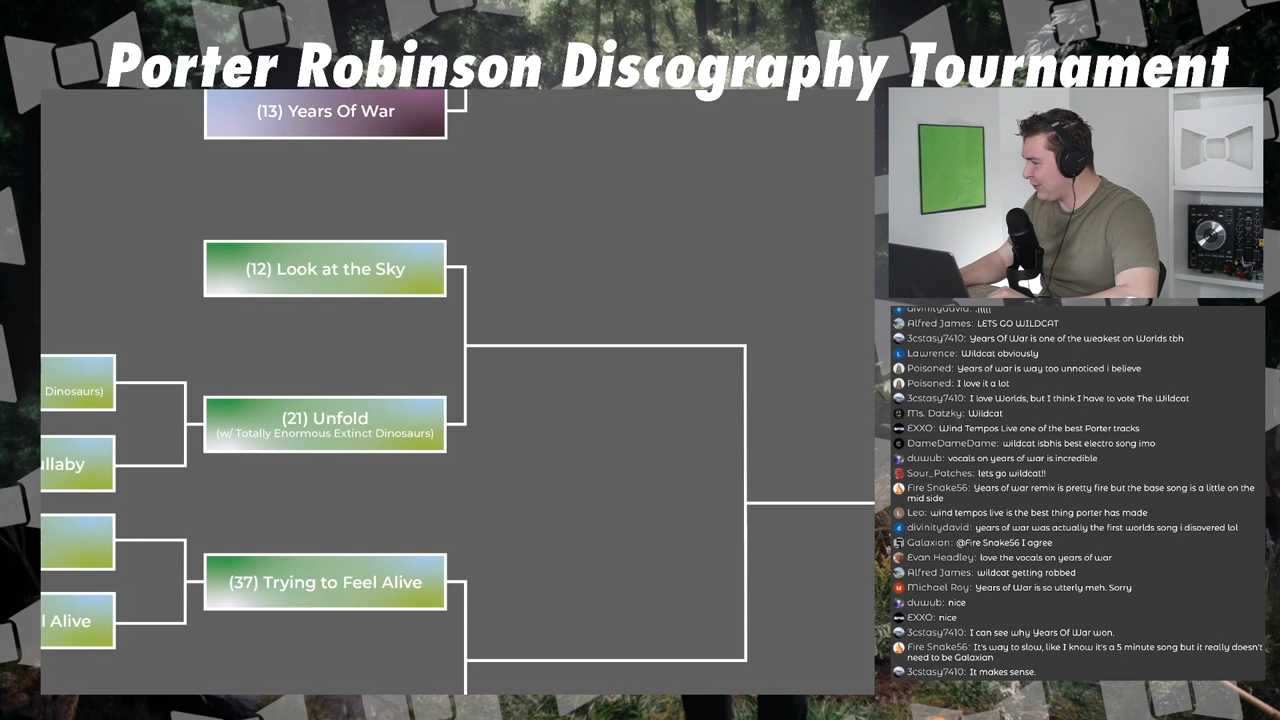 Porter Robinson Discography Tournament
(13) Years Of War
(12) Look at the Sky
Dinosaurs)
(21) Unfold
(w/ Totally Enormous Extinct Dinosaurs)
ullaby
(37) Trying to Feel Alive
l Alive
divinitydavid: :(((((
Alfred James: LETS GO WILDCAT
3cstasy7410: Years Of War is one of the weakest on Worlds tbh
Lawrence: Wildcat obviously
Poisoned: Years of war is way too unnoticed i believe
Poisoned: I love it a lot
3cstasy7410: I love Worlds, but I think I have to vote The Wildcat
Ms. Datzky: Wildcat
EXXO: Wind Tempos Live one of the best Porter tracks
DameDameDame: wildcat isbhis best electro song imo
duwub: vocals on years of war is incredible
Sour_Patches: lets go wildcat!!
Fire Snake56: Years of war remix is pretty fire but the base song is a little on the
mid side
Leo: wind tempos live is the best thing porter has made
divinitydavid: years of war was actually the first worlds song i disovered lol
Galaxian: @Fire Snake56 I agree
Evan Headley: love the vocals on years of war
Alfred James: wildcat getting robbed
Michael Roy: Years of War is so utterly meh. Sorry
duwub: nice
EXXO: nice
3cstasy7410: I can see why Years Of War won.
Fire Snake56: It's way to slow, like I know it's a 5 minute song but it really doesn't
need to be Galaxian
3cstasy7410: It makes sense.